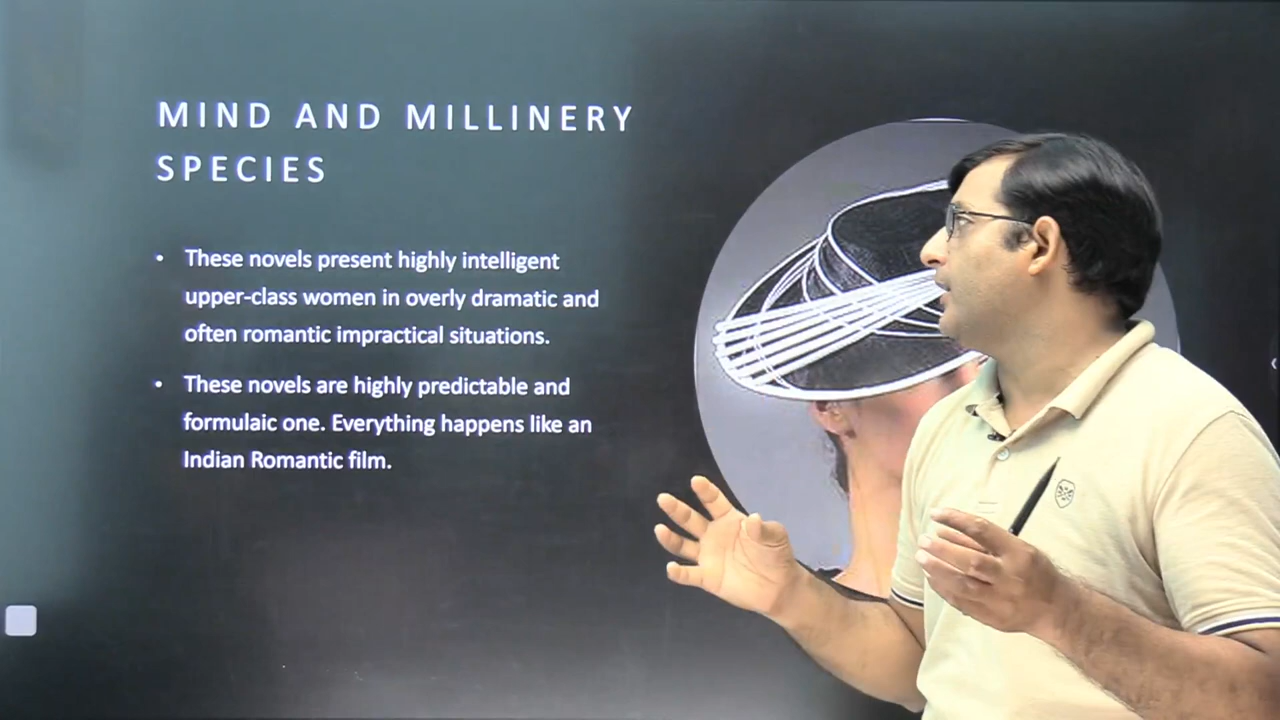 MIND AND MILLINERY
SPECIES
• These novels present highly intelligent
upper-class women in overly dramatic and
often romantic impractical situations.
• These novels are highly predictable and
formulaic one. Everything happens like an
Indian Romantic film.